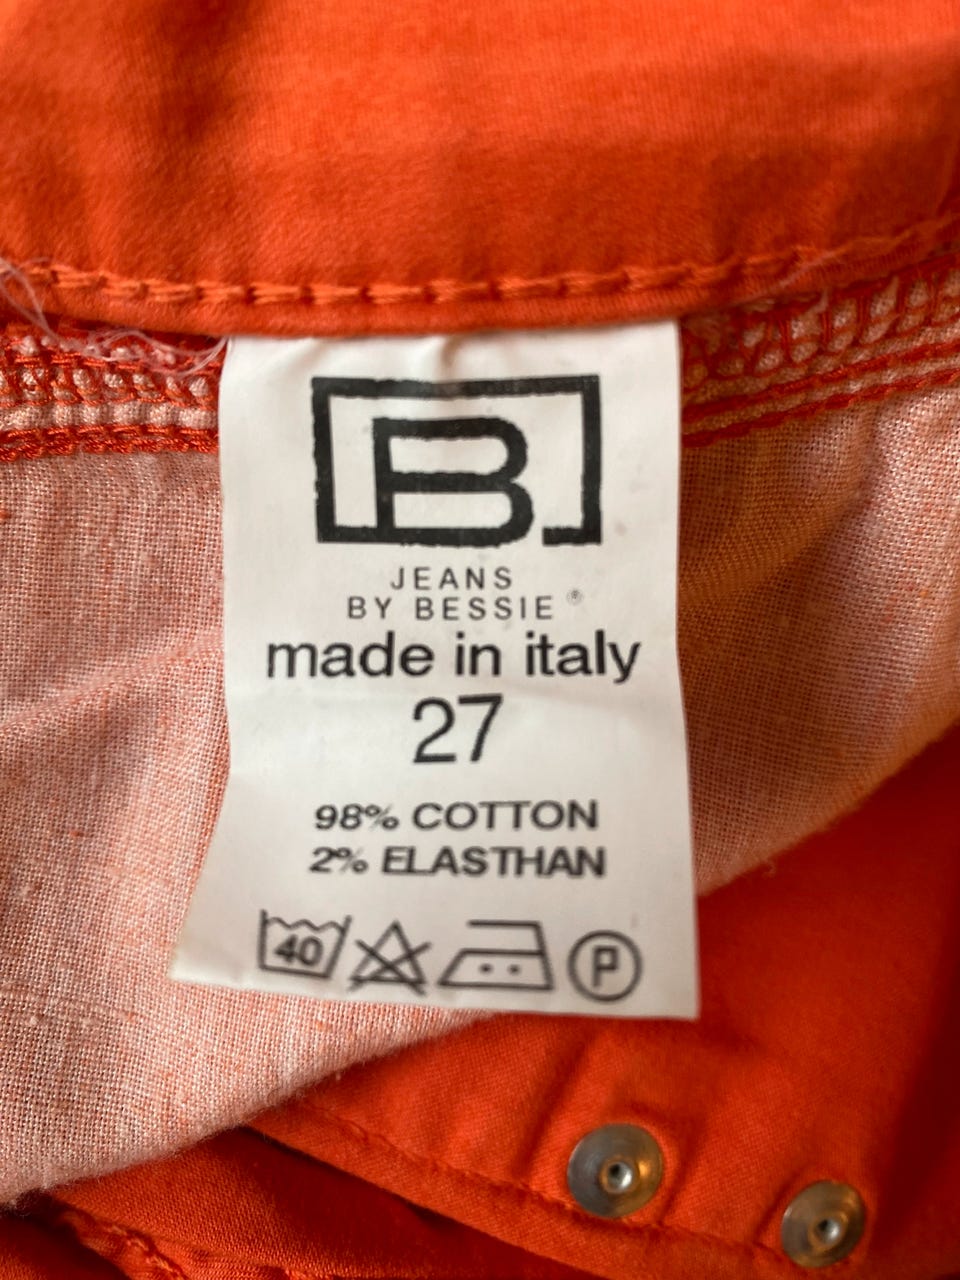 B
JEANS
BY BESSIE ®
made in italy
27
98% COTTON
2% ELASTHAN
40 P